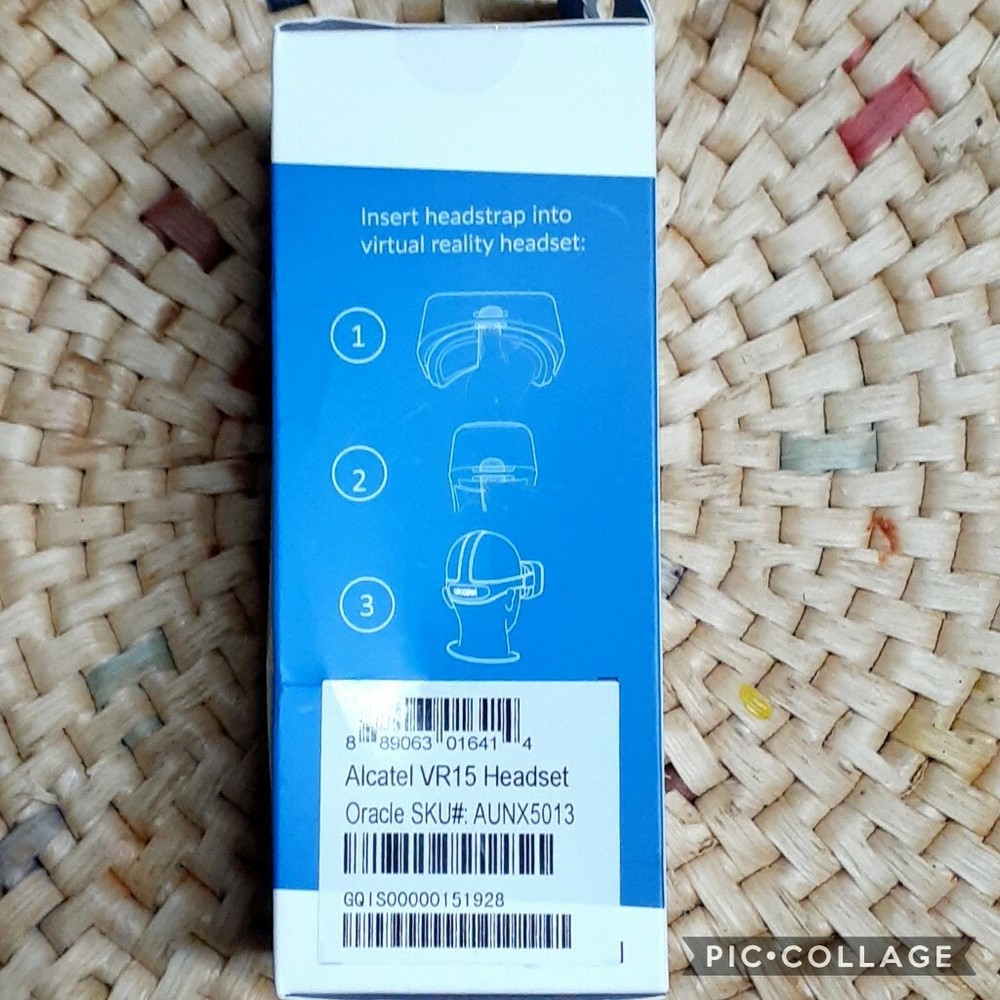 Insert headstrap into
virtual reality headset:
1
2
3
alcatel
8 89063 01641 4
Alcatel VR15 Headset
Oracle SKU#: AUNX5013
GQIS00000151928
PIC•COLLAGE